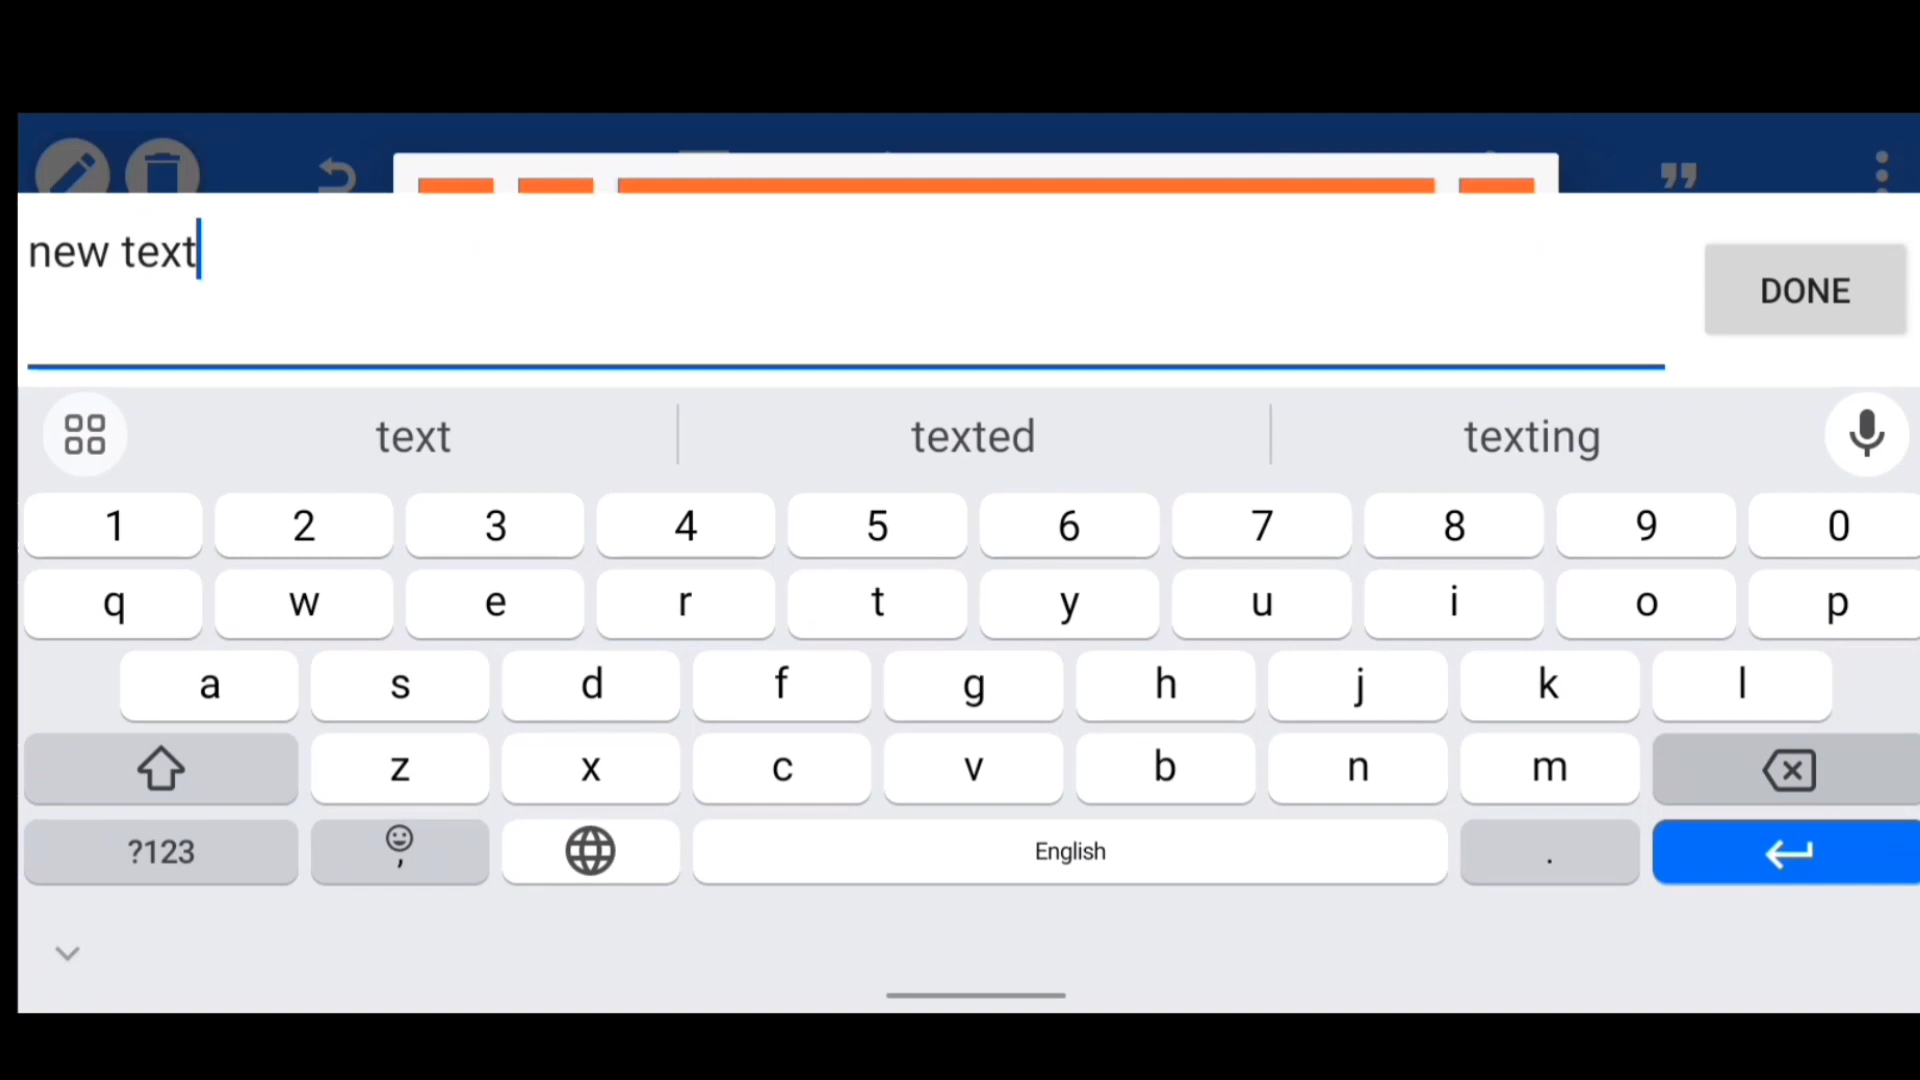 new text
DONE
text texted texting
1 2 3 4 5 6 7 8 9 0
q w e r t y u i o p
a s d f g h j k l
z x c v b n m
?123 , English .